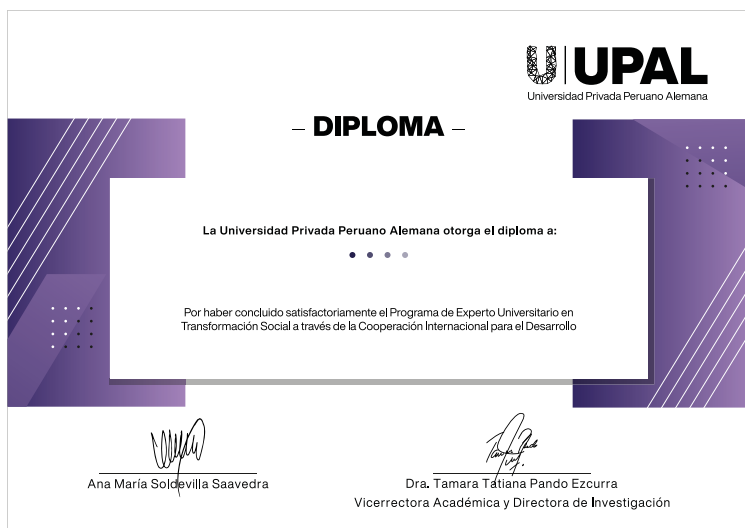 UPAL
Universidad Privada Peruano Alemana
– DIPLOMA –
La Universidad Privada Peruano Alemana otorga el diploma a:
Por haber concluido satisfactoriamente el Programa de Experto Universitario en
Transformación Social a través de la Cooperación Internacional para el Desarrollo
Ana María Soldevilla Saavedra
Dra. Tamara Tatiana Pando Ezcurra
Vicerrectora Académica y Directora de Investigación